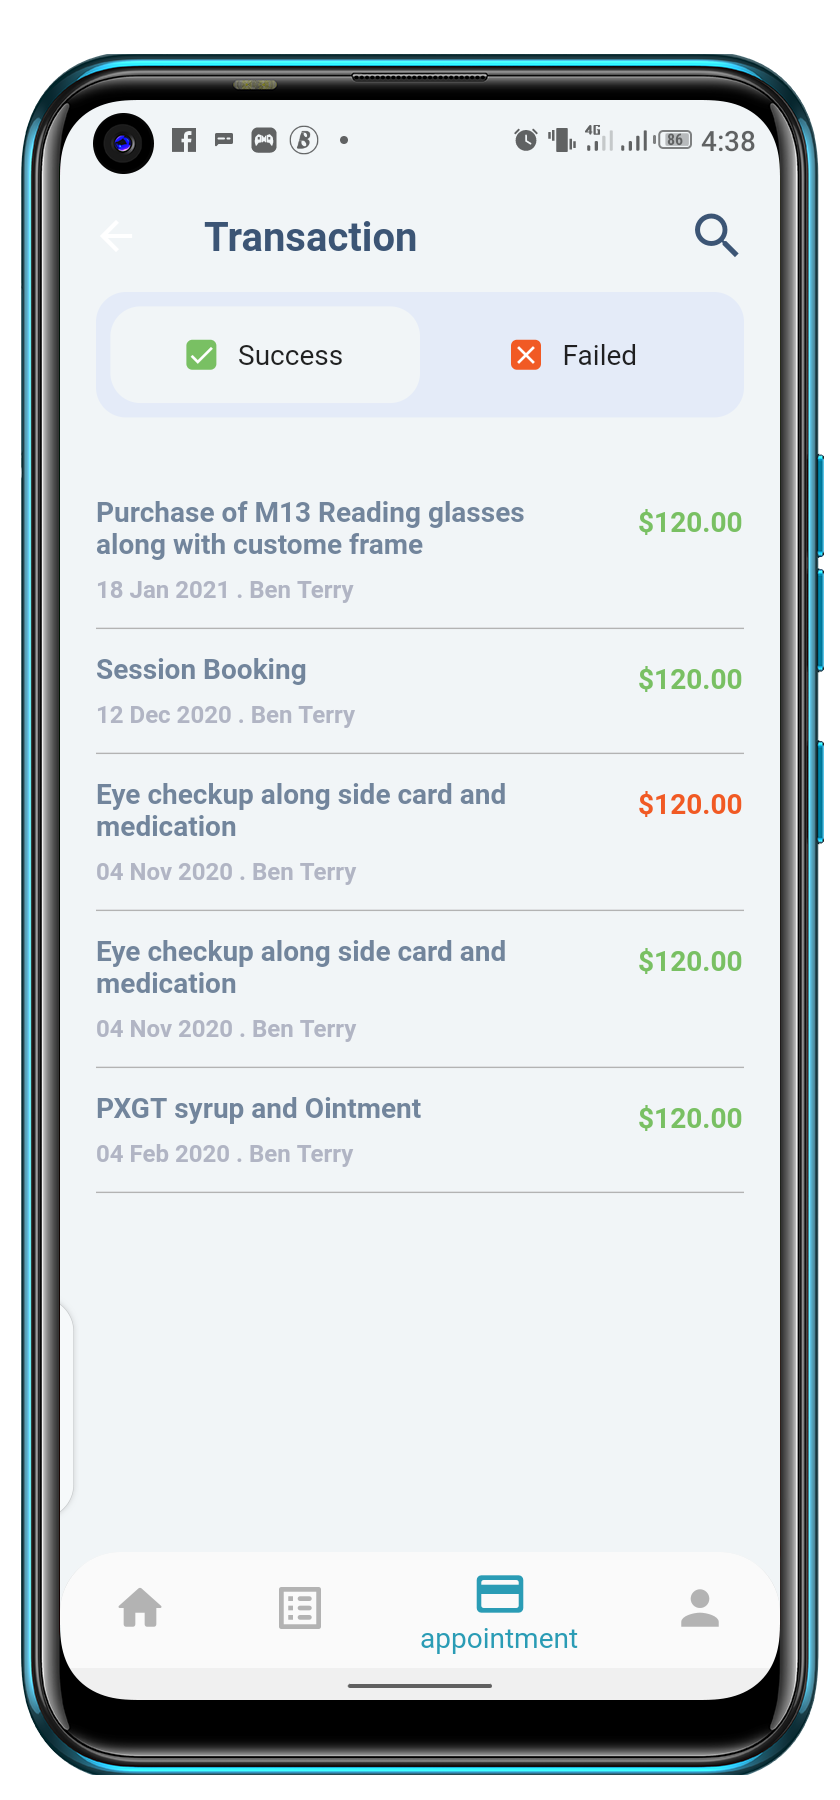 4G 86 4:38
Transaction
Success Failed
Purchase of M13 Reading glasses
along with custome frame
$120.00
18 Jan 2021 . Ben Terry
Session Booking
$120.00
12 Dec 2020 . Ben Terry
Eye checkup along side card and
medication
$120.00
04 Nov 2020 . Ben Terry
Eye checkup along side card and
medication
$120.00
04 Nov 2020 . Ben Terry
PXGT syrup and Ointment
$120.00
04 Feb 2020 . Ben Terry
appointment